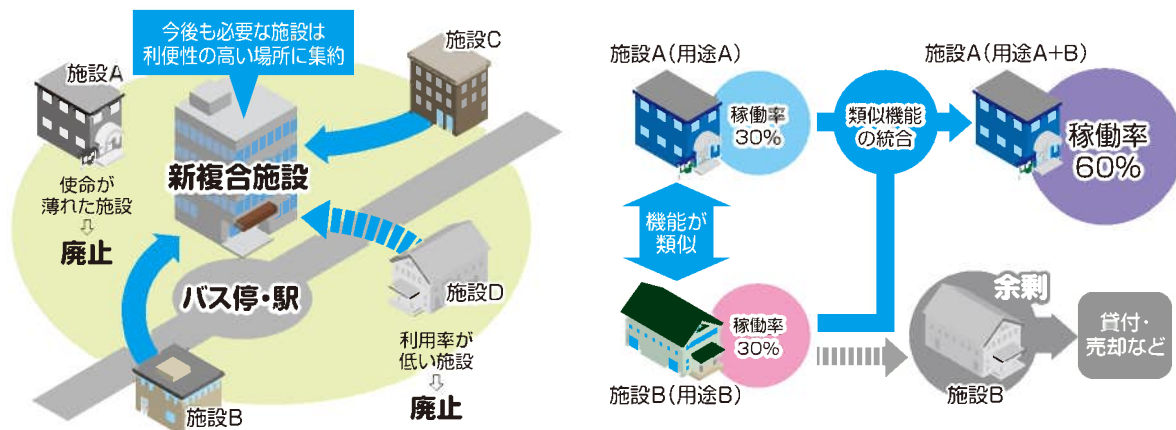 今後も必要な施設は
利便性の高い場所に集約
施設A
施設C
新複合施設
使命が
薄れた施設
⇩
廃止
バス停・駅
施設D
利用率が
低い施設
⇩
廃止
施設B
施設A(用途A)
稼働率
30%
類似機能
の統合
施設A(用途A+B)
稼働率
60%
機能が
類似
稼働率
30%
施設B(用途B)
余剰
施設B
貸付・
売却など